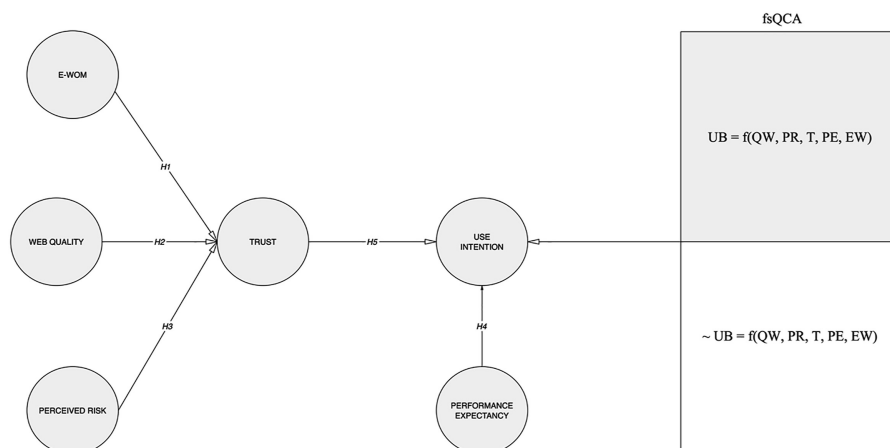 fsQCA
E-WOM
UB = f(QW, PR, T, PE, EW)
H1
WEB QUALITY
H2
TRUST
H5
USE
INTENTION
H3
H4
~ UB = f(QW, PR, T, PE, EW)
PERCEIVED RISK
PERFORMANCE
EXPECTANCY